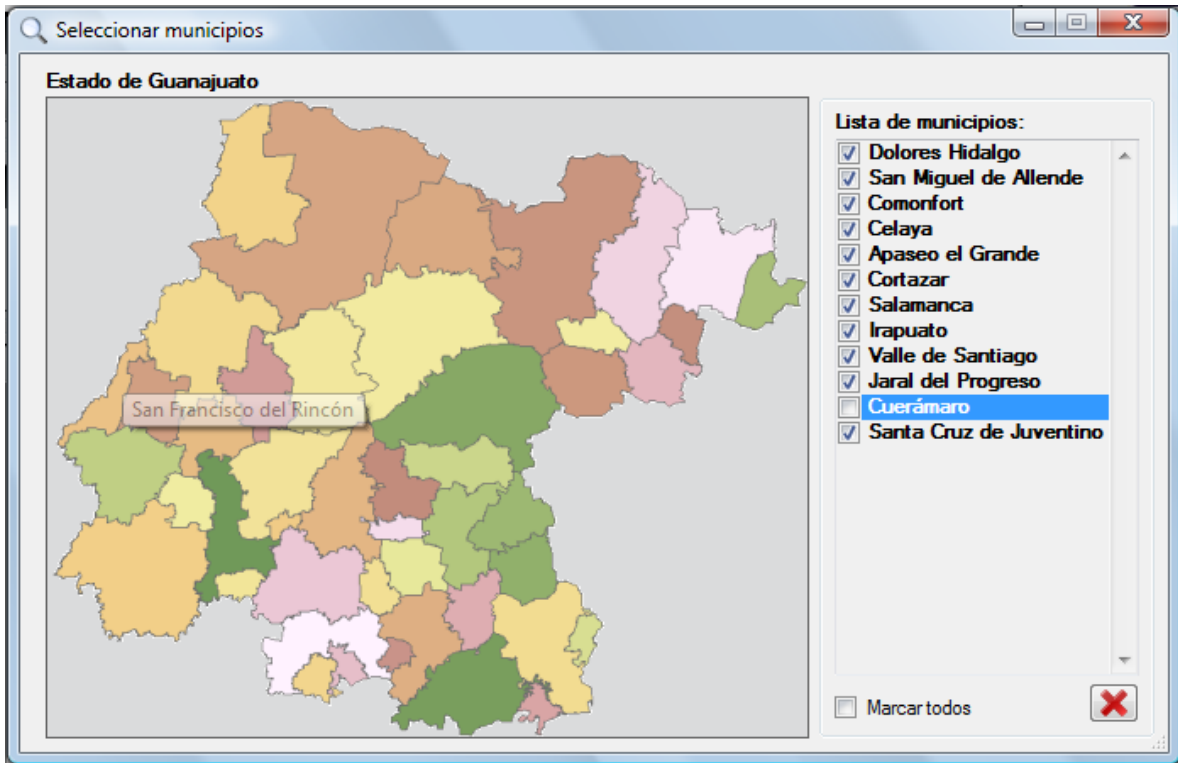 Seleccionar municipios
Estado de Guanajuato
San Francisco del Rincón
Lista de municipios:
Dolores Hidalgo
San Miguel de Allende
Comonfort
Celaya
Apaseo el Grande
Cortazar
Salamanca
Irapuato
Valle de Santiago
Jaral del Progreso
Cuerámaro
Santa Cruz de Juventino
Marcar todos